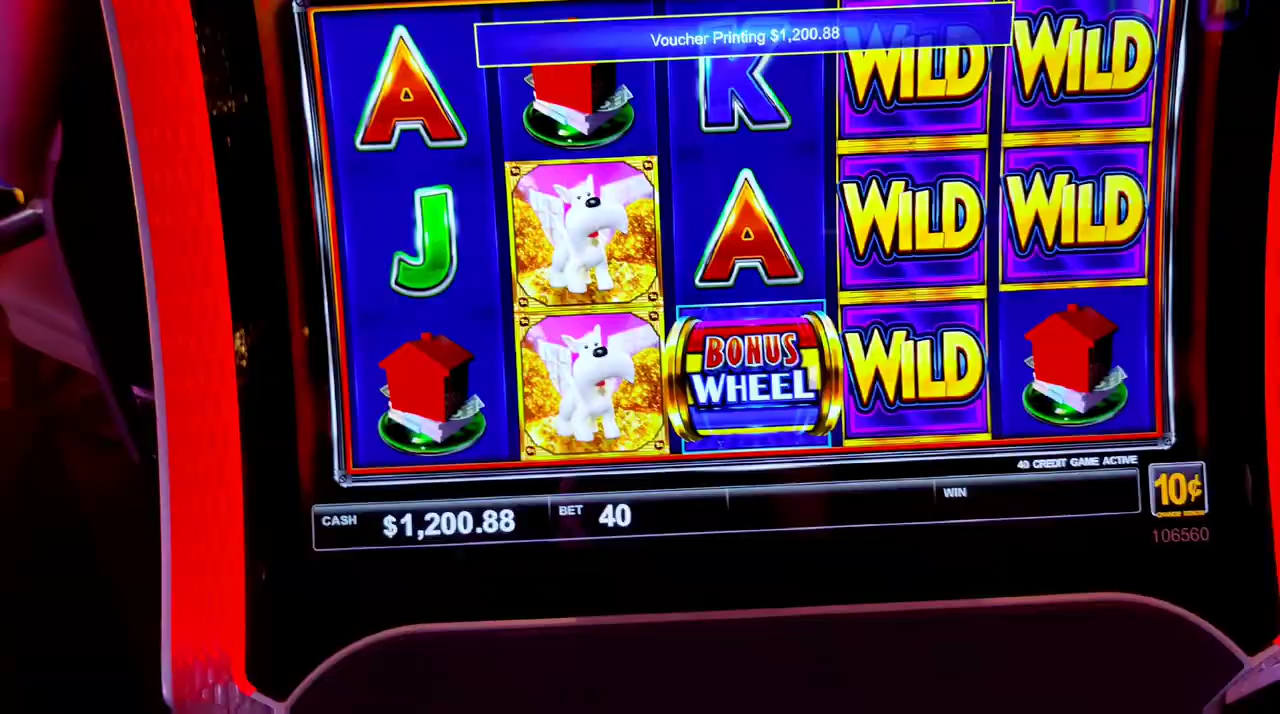 Voucher Printing $1,200.88
A K WILD WILD
J A WILD WILD
BONUS WHEEL WILD
40 CREDIT GAME ACTIVE
CASH $1,200.88 BET 40 WIN
10¢
106560